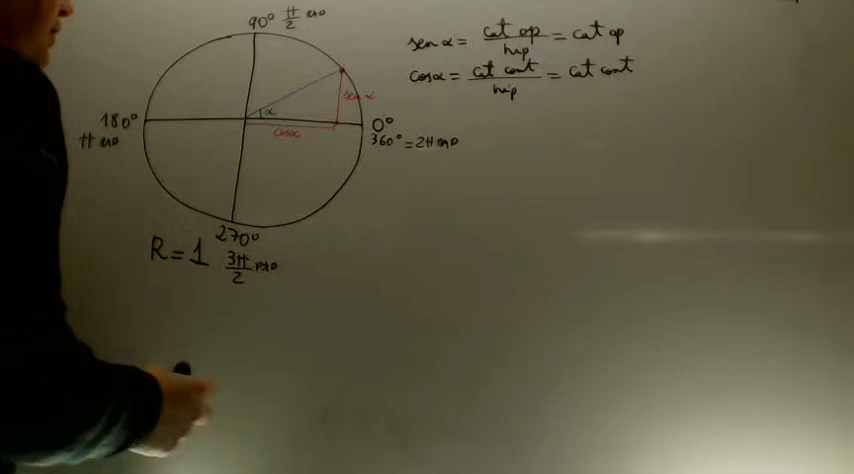 90° π/2 rad
sen α = cat op / hip = cat op
cos α = cat cont / hip = cat cont
sen α
α
180°
π rad
cos α
0°
360° = 2π rad
270°
R = 1
3π/2 rad